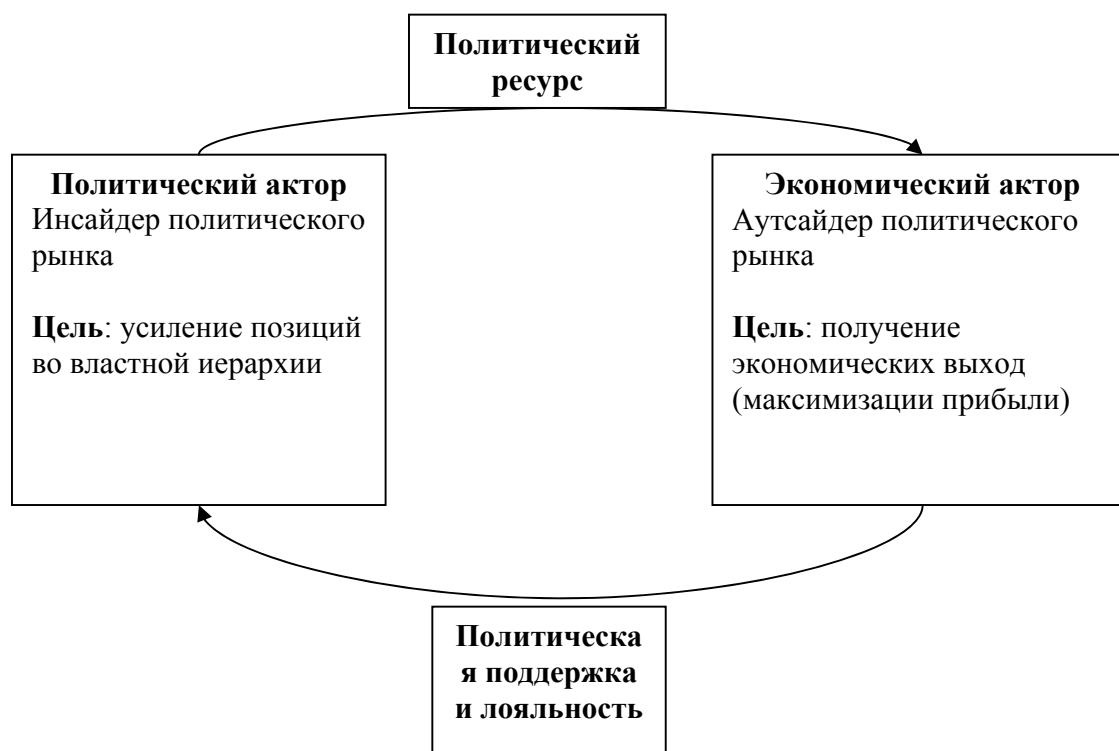 Политический
ресурс
Политический актор
Инсайдер политического
рынка
Цель: усиление позиций
во властной иерархии
Экономический актор
Аутсайдер политического
рынка
Цель: получение
экономических выход
(максимизации прибыли)
Политическа
я поддержка
и лояльность